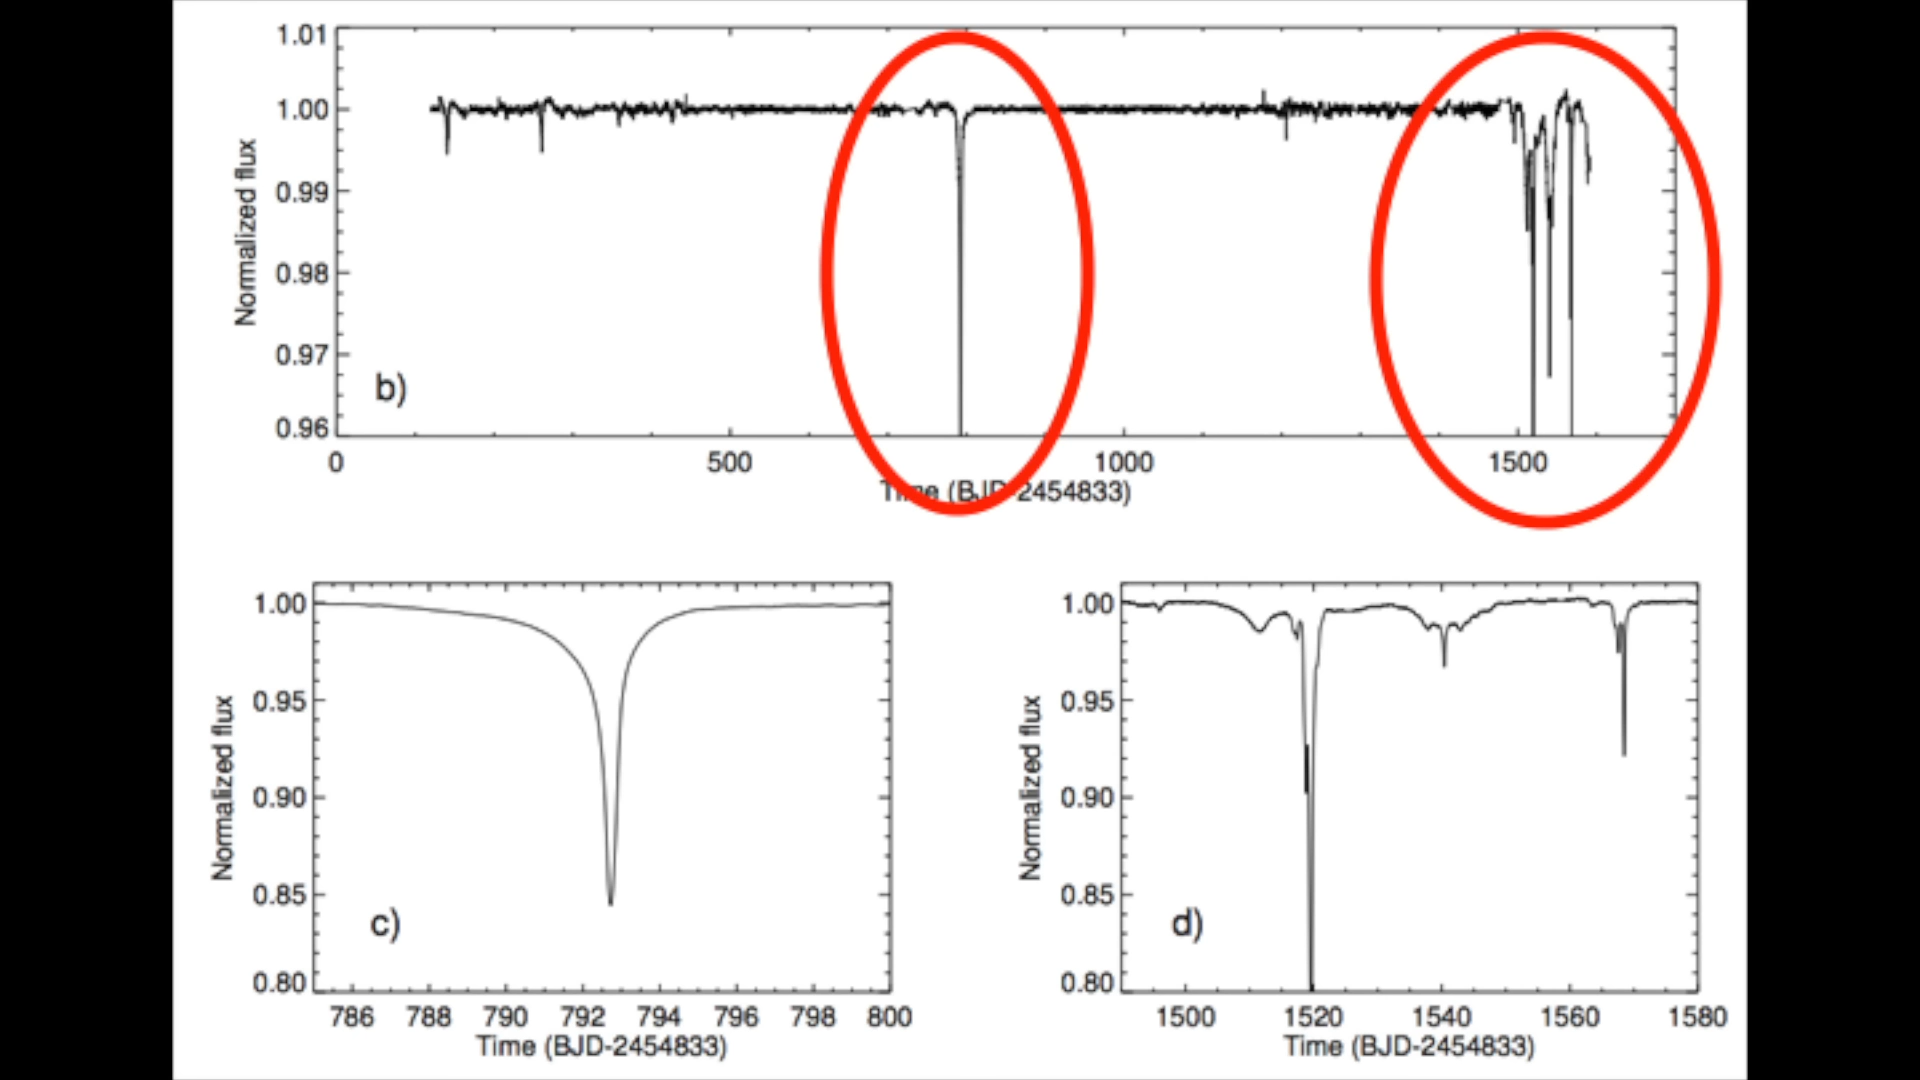 1.01
1.00
0.99
0.98
0.97
0.96
Normalized flux
b)
0 500 1000 1500
Time (BJD-2454833)
1.00
0.95
0.90
0.85
0.80
Normalized flux
c)
786 788 790 792 794 796 798 800
Time (BJD-2454833)
1.00
0.95
0.90
0.85
0.80
Normalized flux
d)
1500 1520 1540 1560 1580
Time (BJD-2454833)